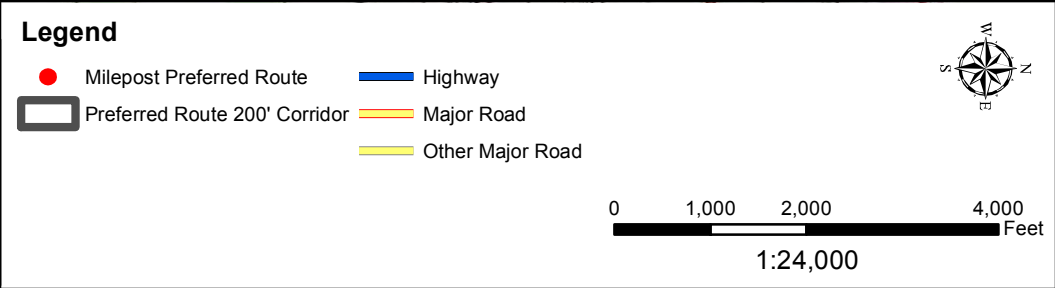 Legend
Milepost Preferred Route
Preferred Route 200' Corridor
Highway
Major Road
Other Major Road
W
S N
E
0 1,000 2,000 4,000
Feet
1:24,000